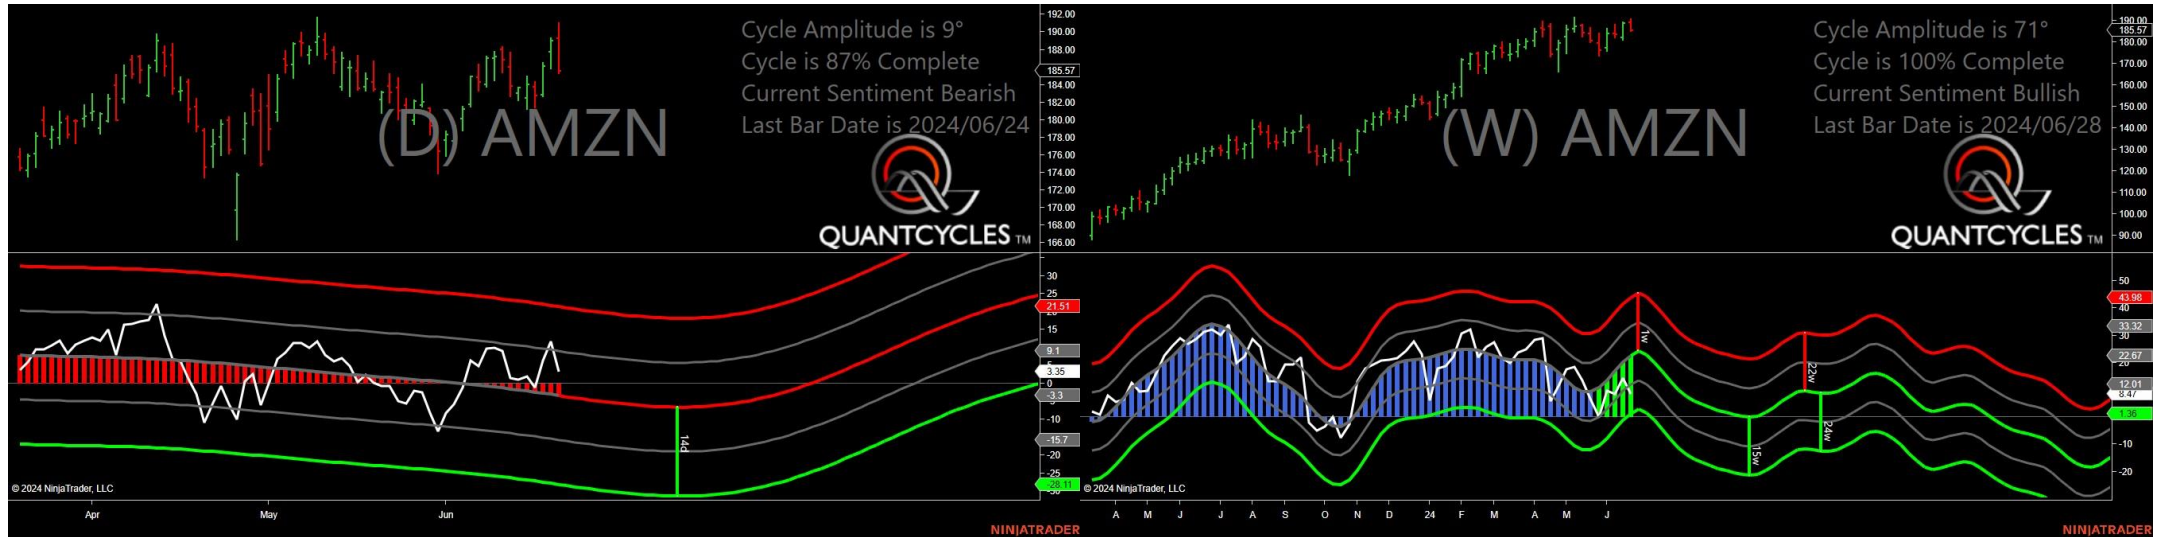 Cycle Amplitude is 9°
Cycle is 87% Complete
Current Sentiment Bearish
Last Bar Date is 2024/06/24
(D) AMZN
QUANTCYCLES TM
192.00
190.00
188.00
185.57
184.00
182.00
180.00
178.00
176.00
174.00
172.00
170.00
168.00
166.00
30
25
21.51
15
9.1
3.35
0
-3.3
-10
-15.7
-20
-25
-28.11
14d
© 2024 NinjaTrader, LLC
Apr May Jun
NINJATRADER
Cycle Amplitude is 71°
Cycle is 100% Complete
Current Sentiment Bullish
Last Bar Date is 2024/06/28
(W) AMZN
QUANTCYCLES TM
190.00
185.57
180.00
170.00
160.00
150.00
140.00
130.00
120.00
110.00
100.00
90.00
50
43.98
40
33.32
30
22.67
12.01
8.47
1.36
-10
-20
1w
22w
15w
24w
© 2024 NinjaTrader, LLC
A M J J A S O N D 24 F M A M J
NINJATRADER